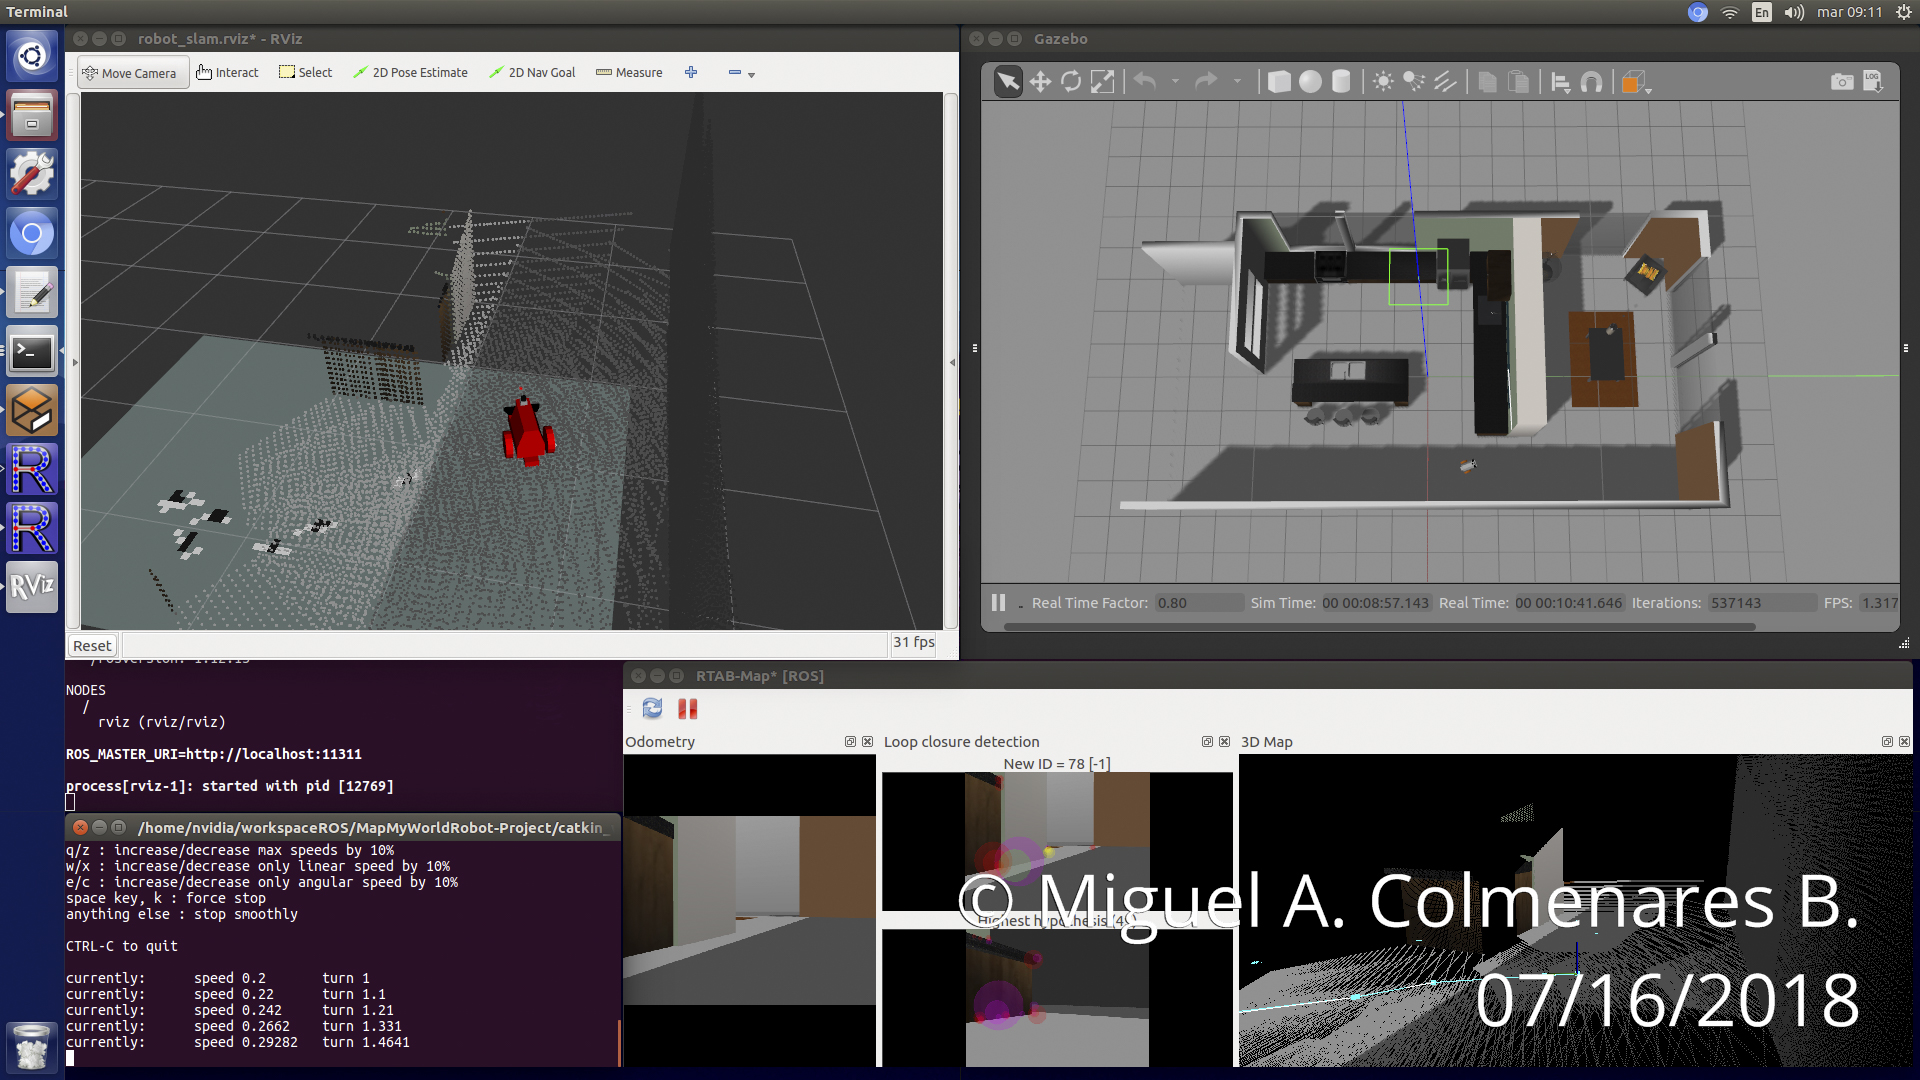 Terminal
En
mar 09:11
robot_slam.rviz* - RViz
Gazebo
Move Camera
Interact
Select
2D Pose Estimate
2D Nav Goal
Measure
LOG
RViz
Real Time Factor: 0.80
Sim Time: 00 00:08:57.143
Real Time: 00 00:10:41.646
Iterations: 537143
FPS: 1.317
Reset
31 fps
/rosversion: 1.12.13
NODES
/
rviz (rviz/rviz)
ROS_MASTER_URI=http://localhost:11311
process[rviz-1]: started with pid [12769]
/home/nvidia/workspaceROS/MapMyWorldRobot-Project/catkin_
q/z : increase/decrease max speeds by 10%
w/x : increase/decrease only linear speed by 10%
e/c : increase/decrease only angular speed by 10%
space key, k : force stop
anything else : stop smoothly
CTRL-C to quit
currently: speed 0.2 turn 1
currently: speed 0.22 turn 1.1
currently: speed 0.242 turn 1.21
currently: speed 0.2662 turn 1.331
currently: speed 0.29282 turn 1.4641
RTAB-Map* [ROS]
Odometry
Loop closure detection
3D Map
New ID = 78 [-1]
Highest hypothesis
© Miguel A. Colmenares B.
07/16/2018